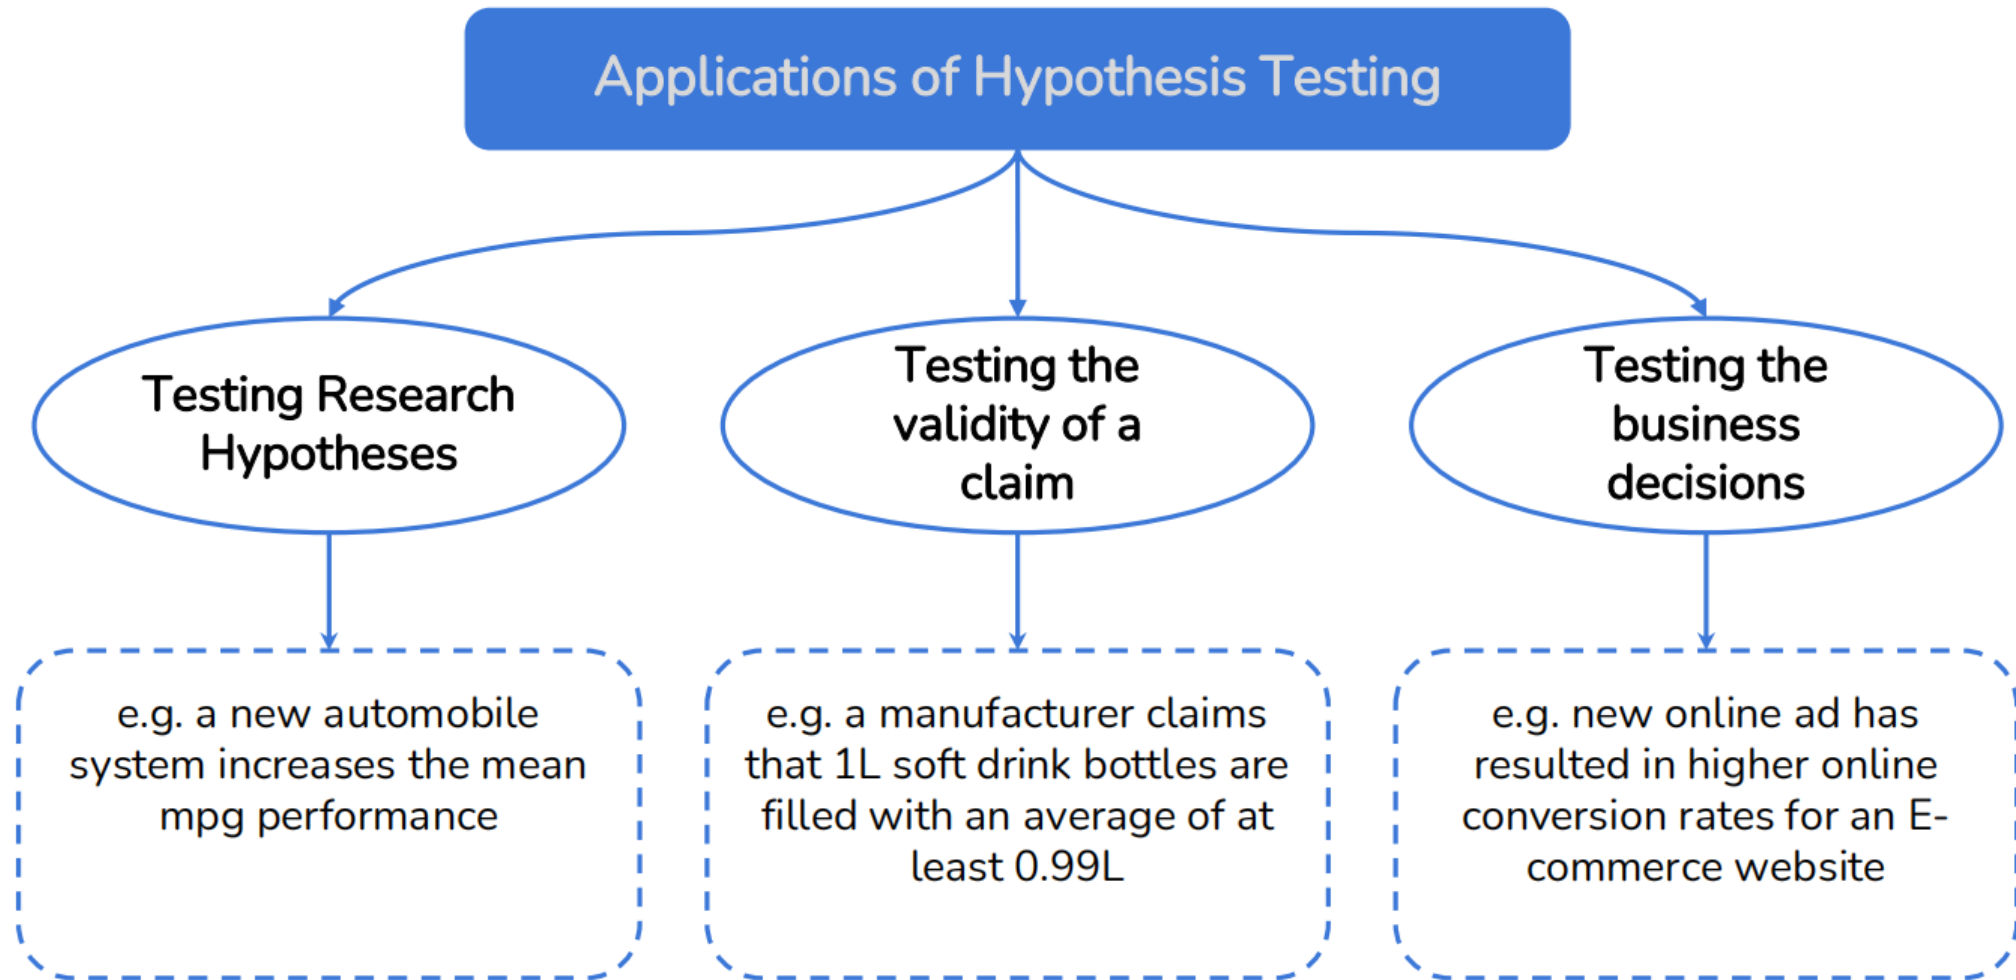 Applications of Hypothesis Testing
Testing Research
Hypotheses
Testing the
validity of a
claim
Testing the
business
decisions
e.g. a new automobile
system increases the mean
mpg performance
e.g. a manufacturer claims
that 1L soft drink bottles are
filled with an average of at
least 0.99L
e.g. new online ad has
resulted in higher online
conversion rates for an E-
commerce website